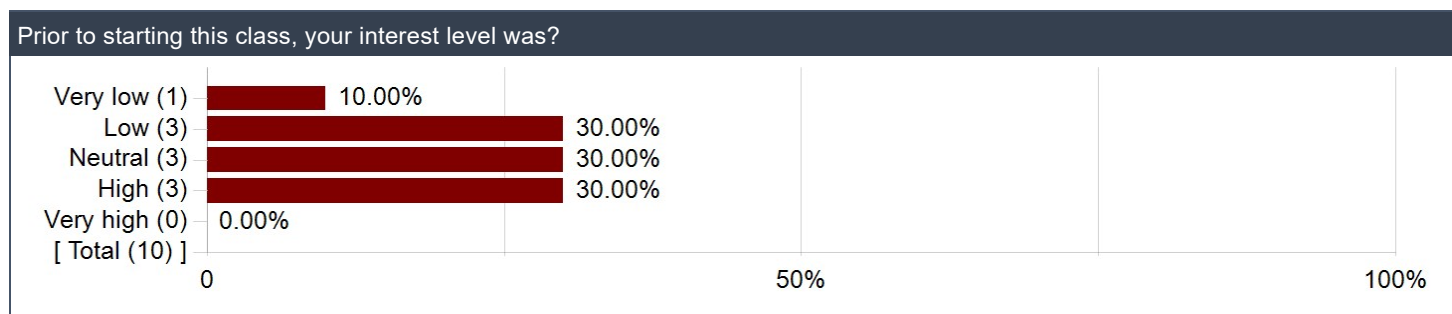 Prior to starting this class, your interest level was?
Very low (1) 10.00%
Low (3) 30.00%
Neutral (3) 30.00%
High (3) 30.00%
Very high (0) 0.00%
[ Total (10) ]
0 50% 100%